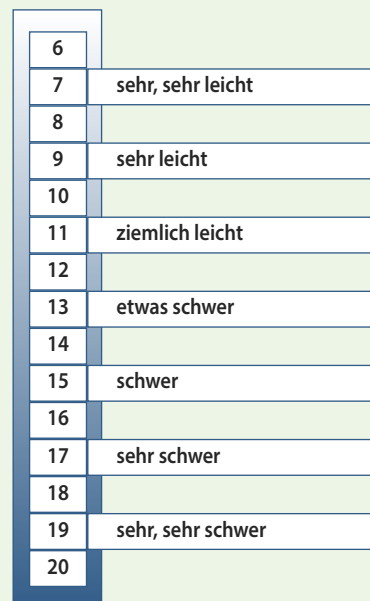 6
7 sehr, sehr leicht
8
9 sehr leicht
10
11 ziemlich leicht
12
13 etwas schwer
14
15 schwer
16
17 sehr schwer
18
19 sehr, sehr schwer
20